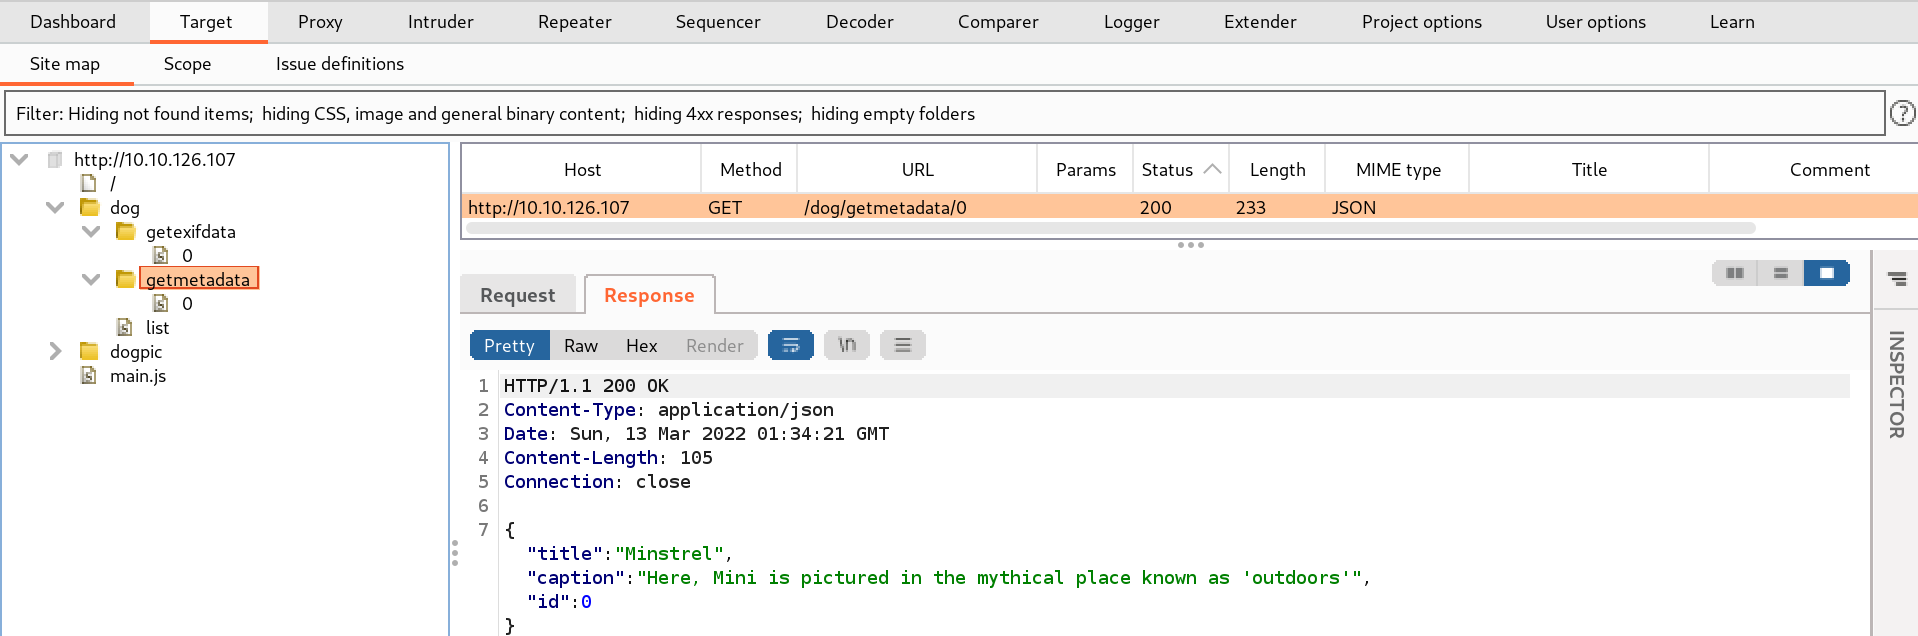 Dashboard Target Proxy Intruder Repeater Sequencer Decoder Comparer Logger Extender Project options User options Learn
Site map Scope Issue definitions
Filter: Hiding not found items; hiding CSS, image and general binary content; hiding 4xx responses; hiding empty folders ?
http://10.10.126.107
/
dog
getexifdata
0
getmetadata
0
list
dogpic
main.js
Host Method URL Params Status Length MIME type Title Comment
http://10.10.126.107 GET /dog/getmetadata/0 200 233 JSON
Request Response
Pretty Raw Hex Render \n
1 HTTP/1.1 200 OK
2 Content-Type: application/json
3 Date: Sun, 13 Mar 2022 01:34:21 GMT
4 Content-Length: 105
5 Connection: close
6
7 {
"title":"Minstrel",
"caption":"Here, Mini is pictured in the mythical place known as 'outdoors'",
"id":0
}
INSPECTOR